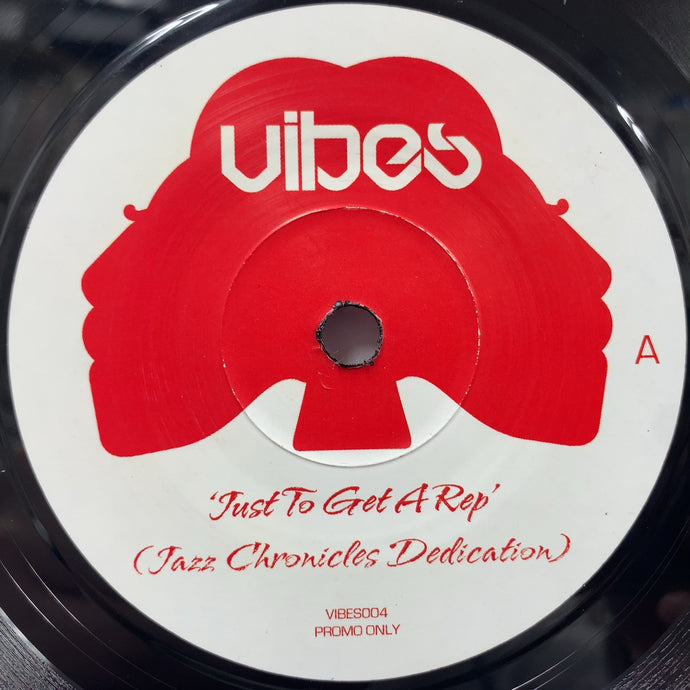 vibes
A
'Just To Get A Rep'
(Jazz Chronicles Dedication)
VIBES004
PROMO ONLY